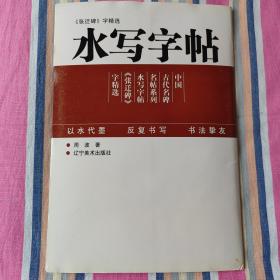 《张迁碑》字精选
水写字帖
中国
古代名碑
名帖系列
水写字帖
《张迁碑》
字精选
以水代墨 反复书写 书法挚友
◉ 周 波 著
◉ 辽宁美术出版社